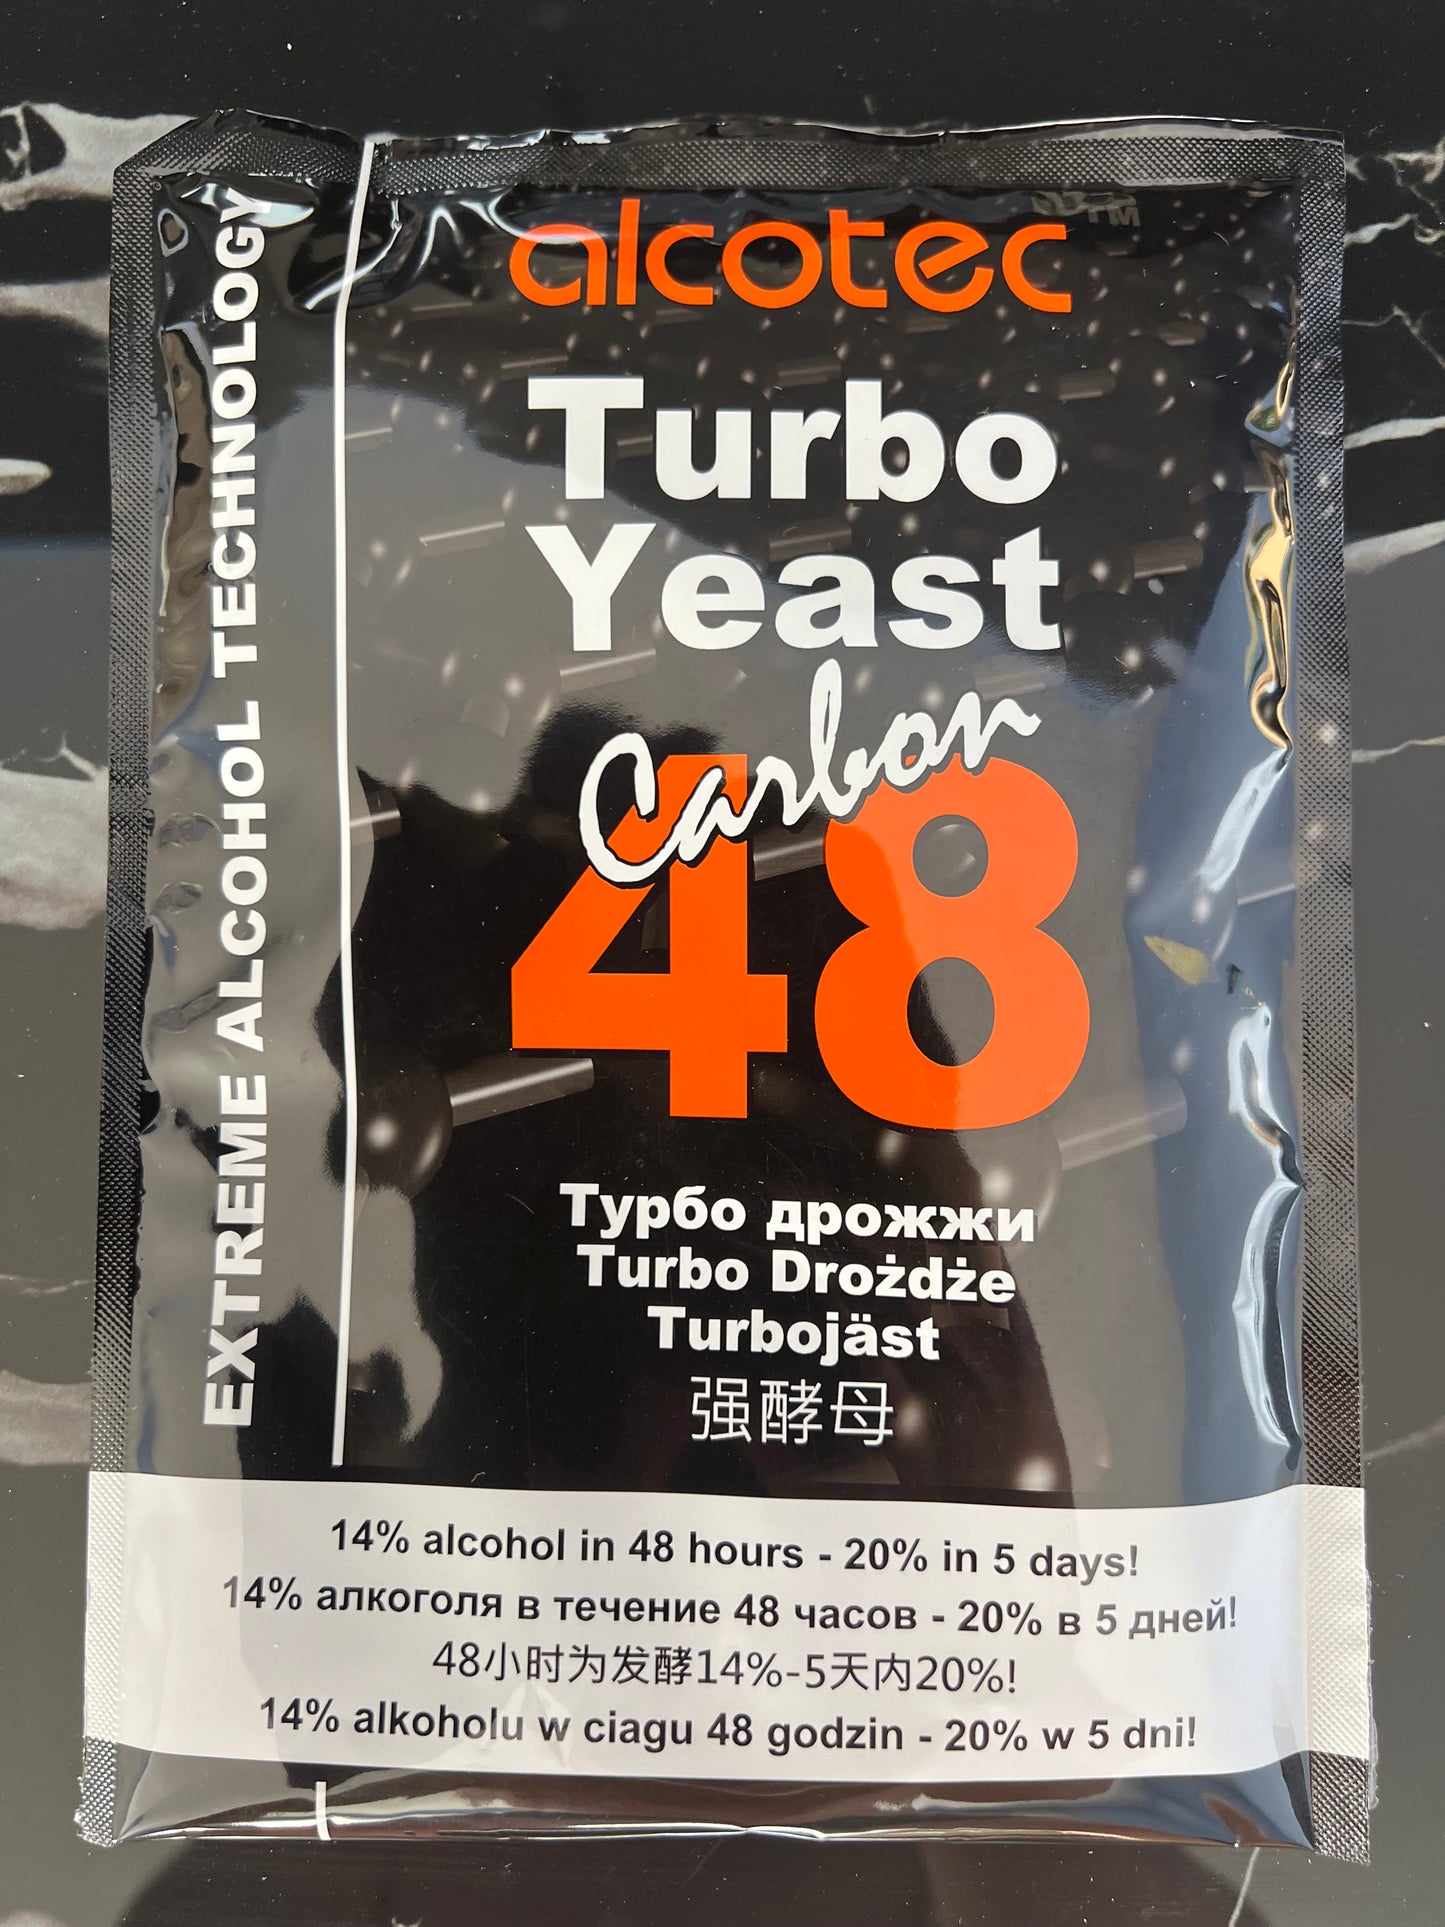 alcotec
Turbo
Yeast
Carbon
48
EXTREME ALCOHOL TECHNOLOGY
Турбо дрожжи
Turbo Drożdże
Turbojäst
强酵母
14% alcohol in 48 hours - 20% in 5 days!
14% алкоголя в течение 48 часов - 20% в 5 дней!
48小时为发酵14%-5天内20%!
14% alkoholu w ciagu 48 godzin - 20% w 5 dni!